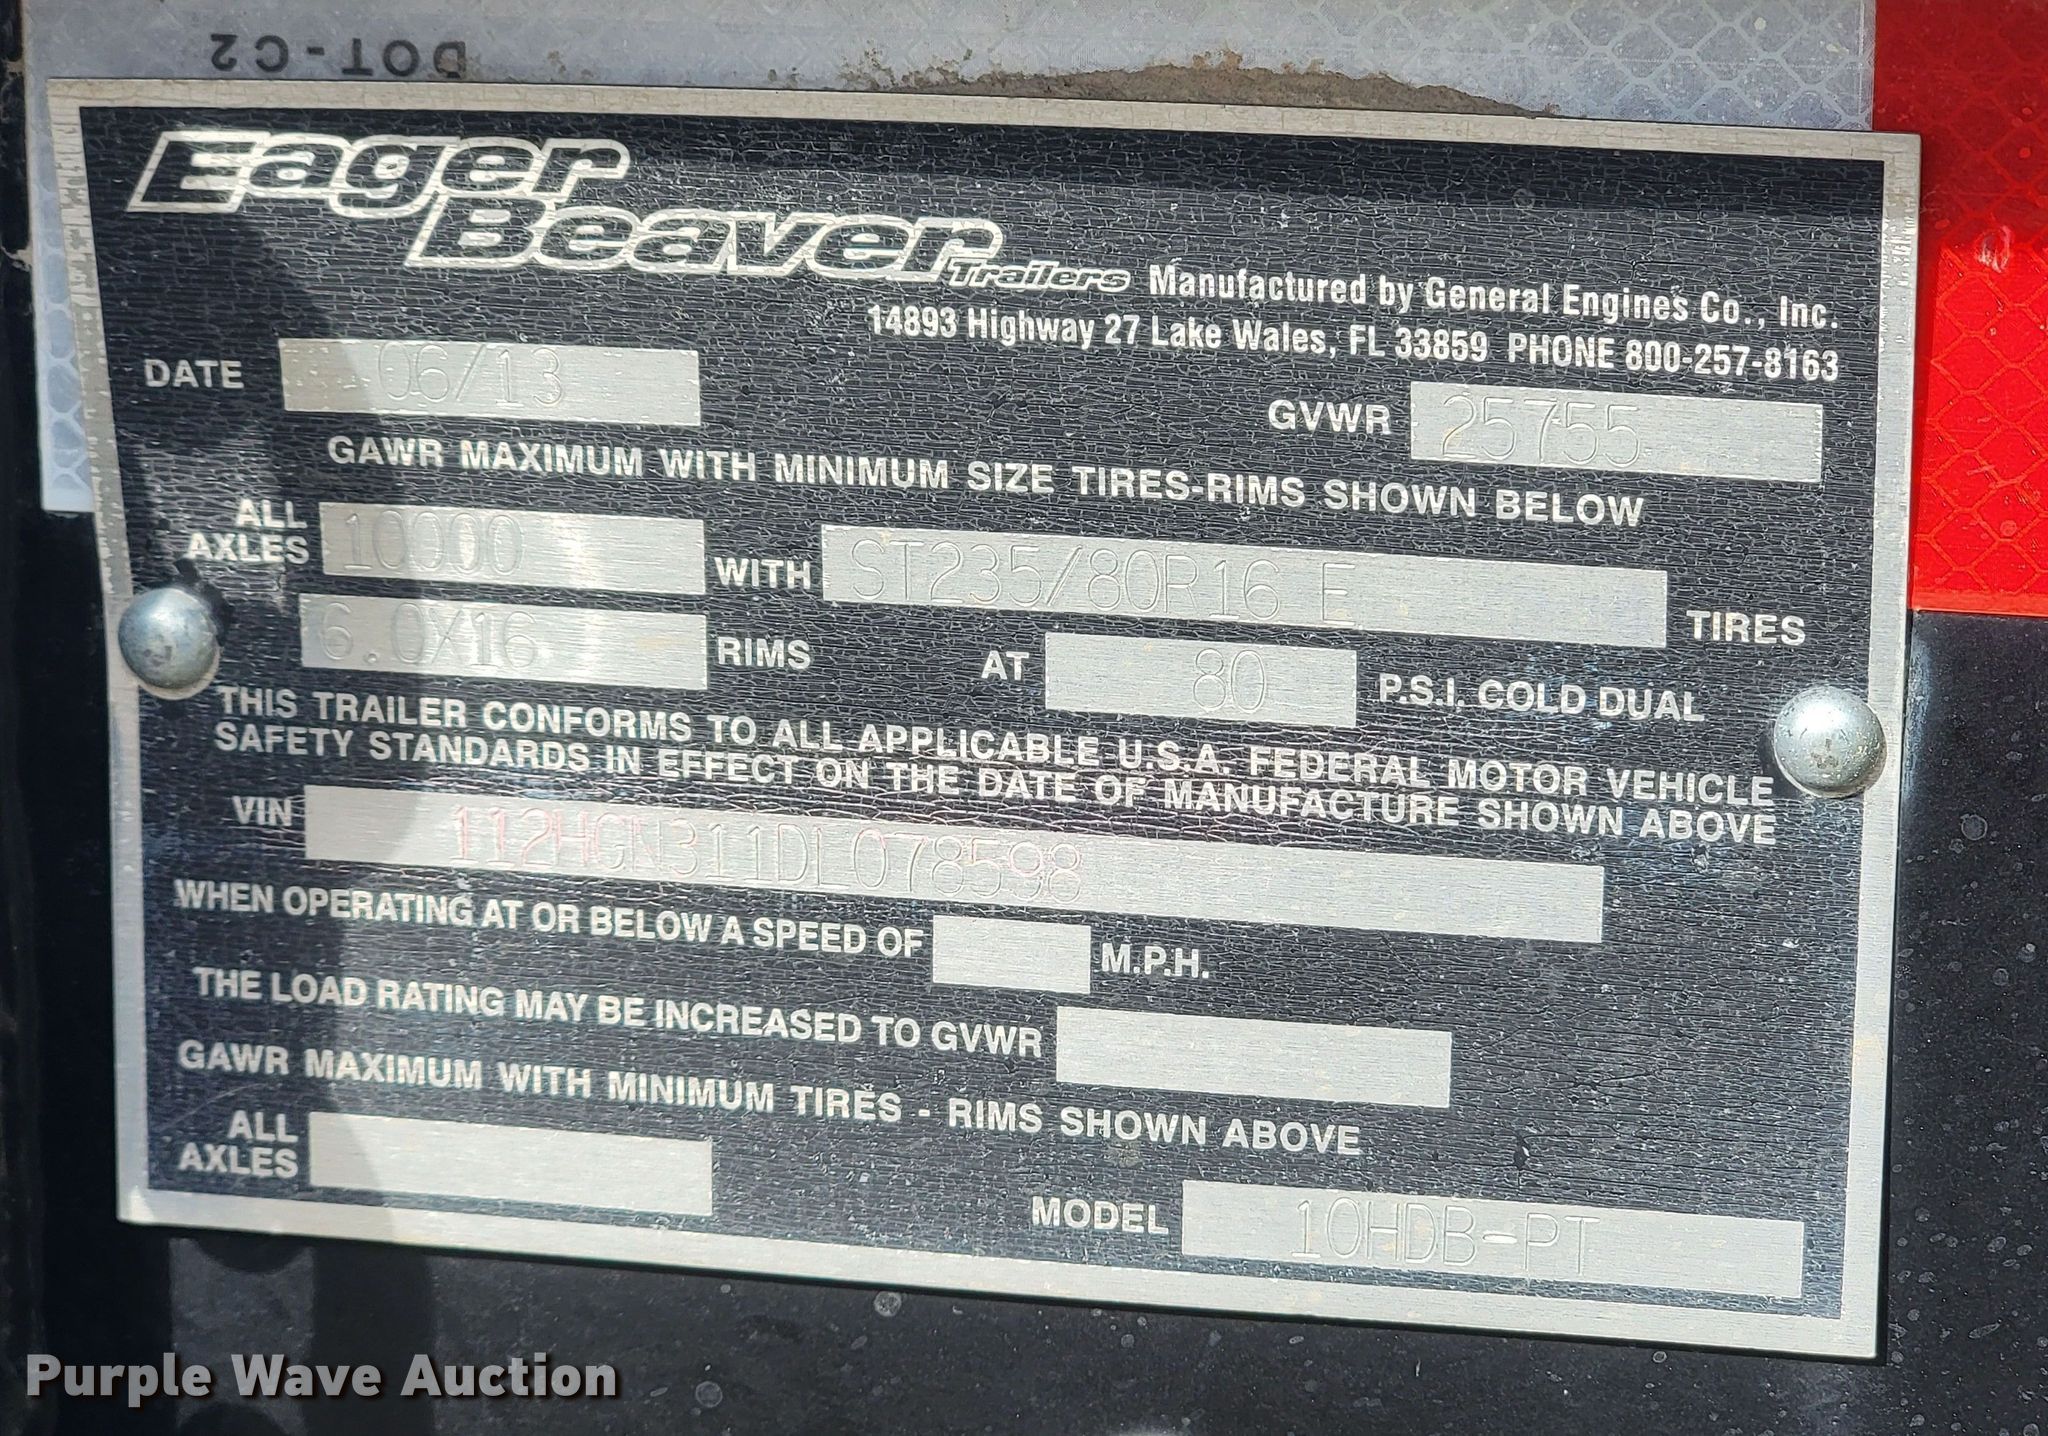 DOT-C2
Eager
Beaver
Trailers Manufactured by General Engines Co., Inc.
14893 Highway 27 Lake Wales, FL 33859 PHONE 800-257-8163
DATE 06/13
GVWR 25755
GAWR MAXIMUM WITH MINIMUM SIZE TIRES-RIMS SHOWN BELOW
ALL AXLES 10000 WITH ST235/80R16 E TIRES
6.0X16 RIMS AT 80 P.S.I. COLD DUAL
THIS TRAILER CONFORMS TO ALL APPLICABLE U.S.A. FEDERAL MOTOR VEHICLE
SAFETY STANDARDS IN EFFECT ON THE DATE OF MANUFACTURE SHOWN ABOVE
VIN 112HGN311DL078598
WHEN OPERATING AT OR BELOW A SPEED OF M.P.H.
THE LOAD RATING MAY BE INCREASED TO GVWR
GAWR MAXIMUM WITH MINIMUM TIRES - RIMS SHOWN ABOVE
ALL AXLES
MODEL 10HDB-PT
Purple Wave Auction